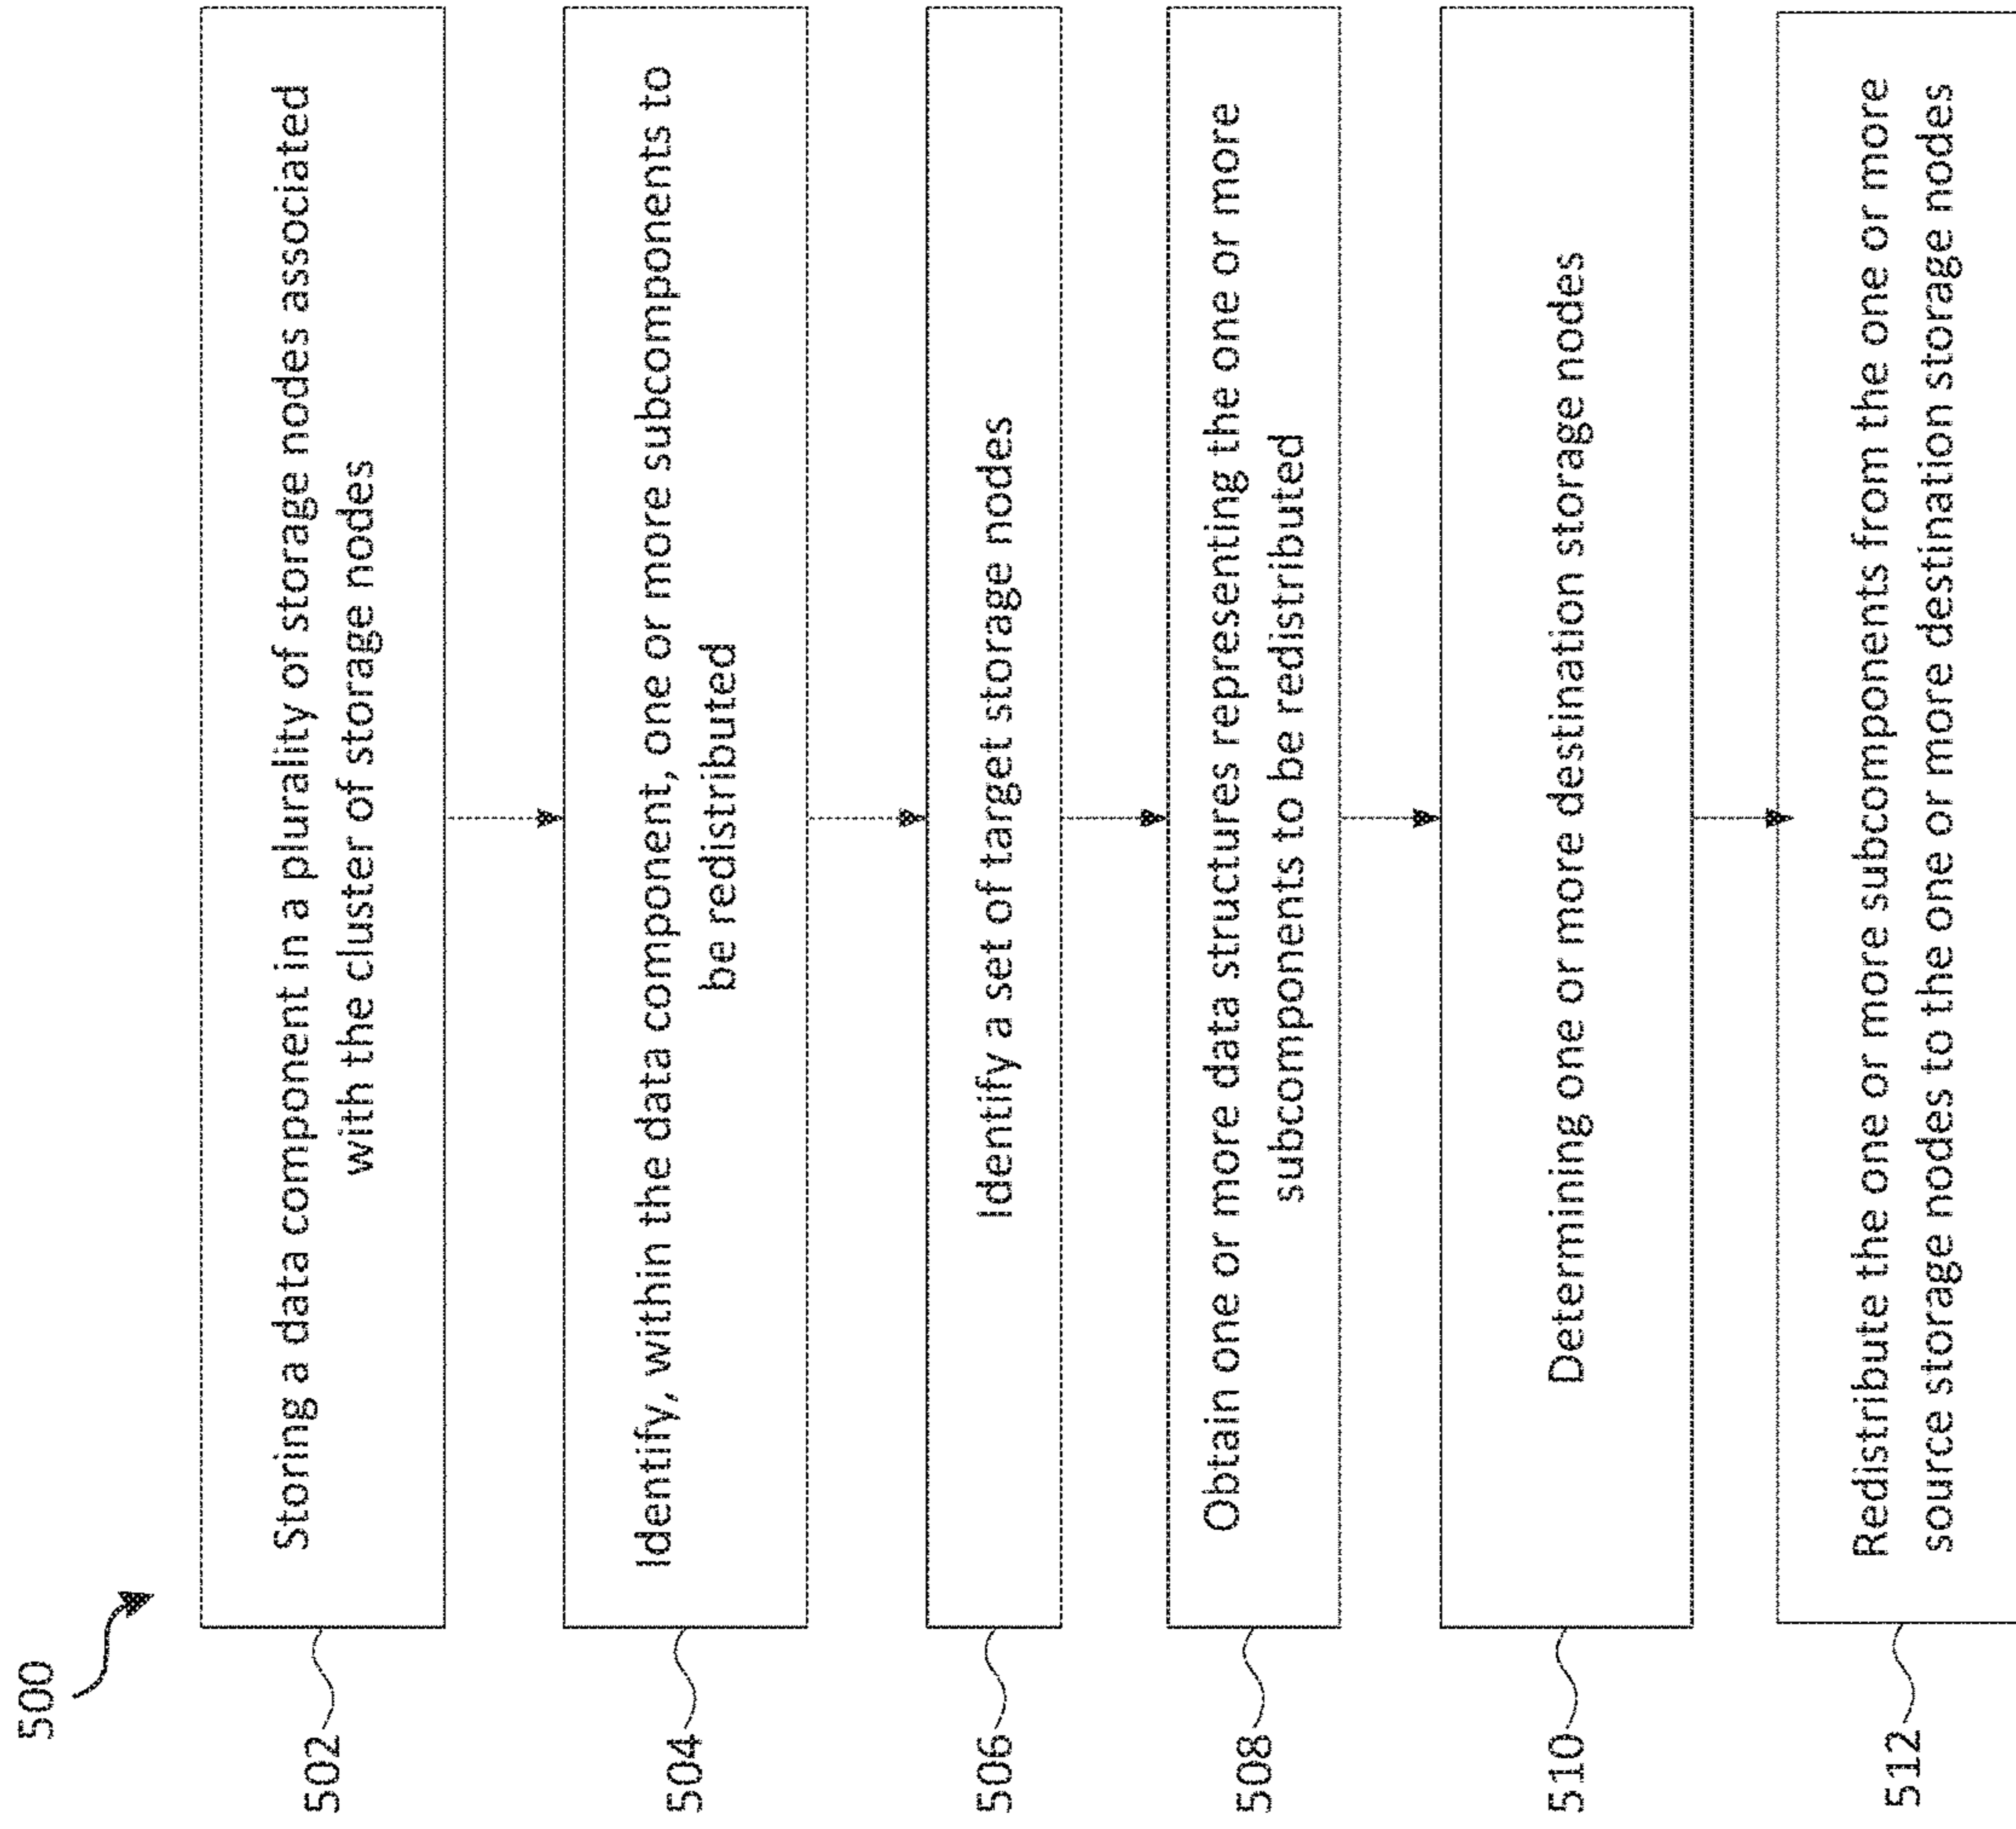 500
502
Storing a data component in a plurality of storage nodes associated
with the cluster of storage nodes
504
Identify, within the data component, one or more subcomponents to
be redistributed
506
Identify a set of target storage nodes
508
Obtain one or more data structures representing the one or more
subcomponents to be redistributed
510
Determining one or more destination storage nodes
512
Redistribute the one or more subcomponents from the one or more
source storage nodes to the one or more destination storage nodes